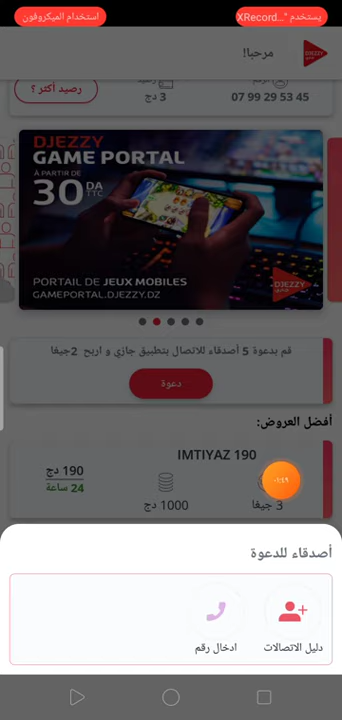 استخدام الميكروفون
يستخدم "...XRecord
مرحبا!
DJEZZY
رصيد أكثر ؟
3 دج
07 99 29 53 45
DJEZZY
GAME PORTAL
À PARTIR DE
30 DA TTC
PORTAIL DE JEUX MOBILES
GAMEPORTAL.DJEZZY.DZ
DJEZZY
قم بدعوة 5 أصدقاء للاتصال بتطبيق جازي و اربح 2جيغا
دعوة
أفضل العروض:
IMTIYAZ 190
190 دج
24 ساعة
1000 دج
3 جيغا
٠١:٤٩
أصدقاء للدعوة
دليل الاتصالات
ادخال رقم